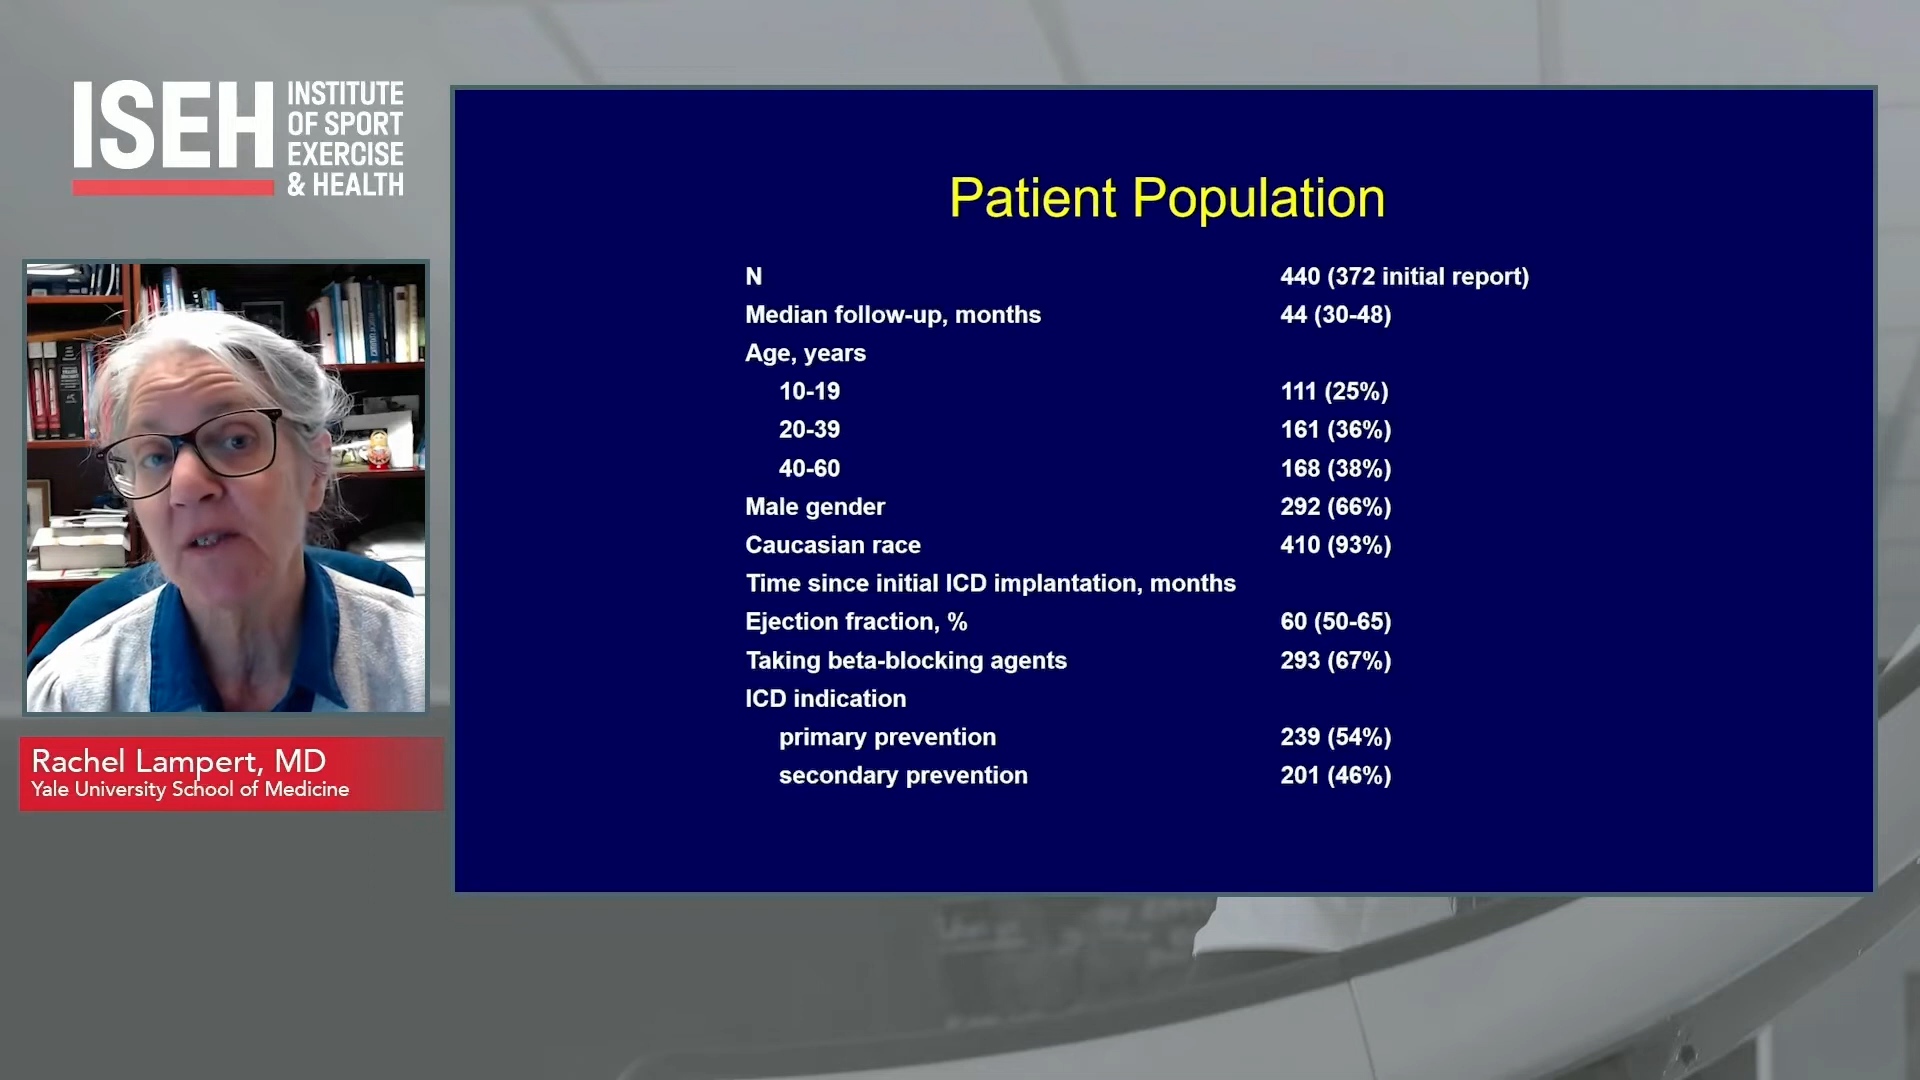 ISEH
INSTITUTE
OF SPORT
EXERCISE
& HEALTH
Rachel Lampert, MD
Yale University School of Medicine
Patient Population
N 440 (372 initial report)
Median follow-up, months 44 (30-48)
Age, years
10-19 111 (25%)
20-39 161 (36%)
40-60 168 (38%)
Male gender 292 (66%)
Caucasian race 410 (93%)
Time since initial ICD implantation, months
Ejection fraction, % 60 (50-65)
Taking beta-blocking agents 293 (67%)
ICD indication
primary prevention 239 (54%)
secondary prevention 201 (46%)